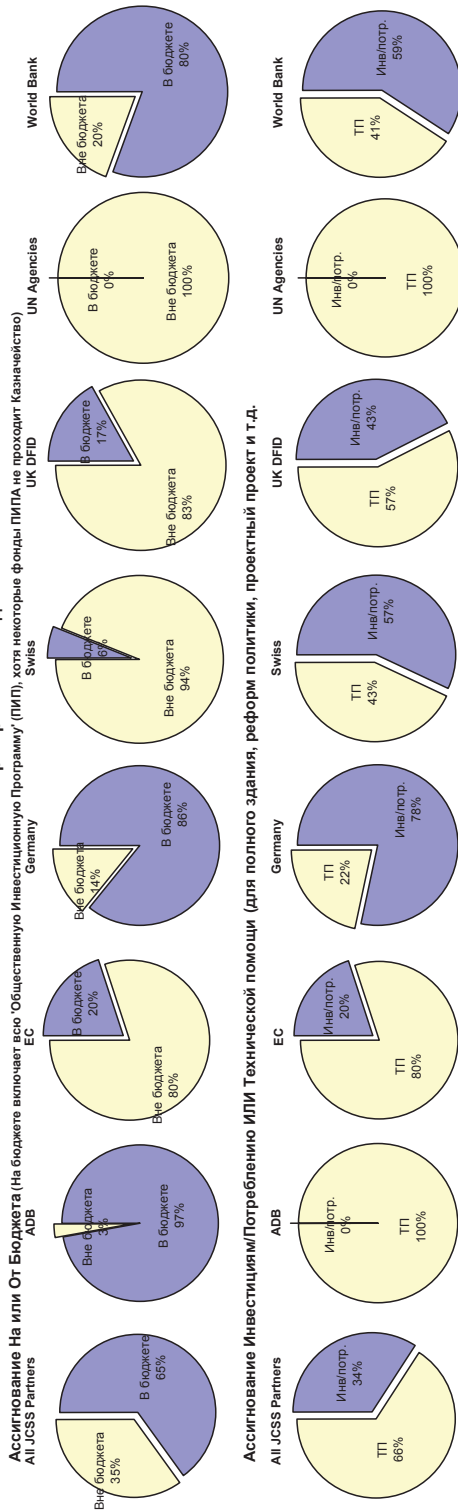 Ассигнование На или От Бюджета (На бюджете включает всю 'Общественную Инвестиционную Программу' (ПИП), хотя некоторые фонды ПИПА не проходит Казначейство)
All JCSS Partners
Вне бюджета
35%
В бюджете
65%
ADB
Вне бюджета
3%
В бюджете
97%
EC
В бюджете
20%
Вне бюджета
80%
Germany
Вне бюджета
14%
В бюджете
86%
Swiss
В бюджете
6%
Вне бюджета
94%
UK DFID
В бюджете
17%
Вне бюджета
83%
UN Agencies
В бюджете
0%
Вне бюджета
100%
World Bank
Вне бюджета
20%
В бюджете
80%
Ассигнование Инвестициям/Потреблению ИЛИ Технической помощи (для полного здания, реформ политики, проектный проект и т.д.
All JCSS Partners
Инв/потр.
34%
ТП
66%
ADB
Инв/потр.
0%
ТП
100%
EC
Инв/потр.
20%
ТП
80%
Germany
ТП
22%
Инв/потр.
78%
Swiss
ТП
43%
Инв/потр.
57%
UK DFID
Инв/потр.
43%
ТП
57%
UN Agencies
Инв/потр.
0%
ТП
100%
World Bank
ТП
41%
Инв/потр.
59%